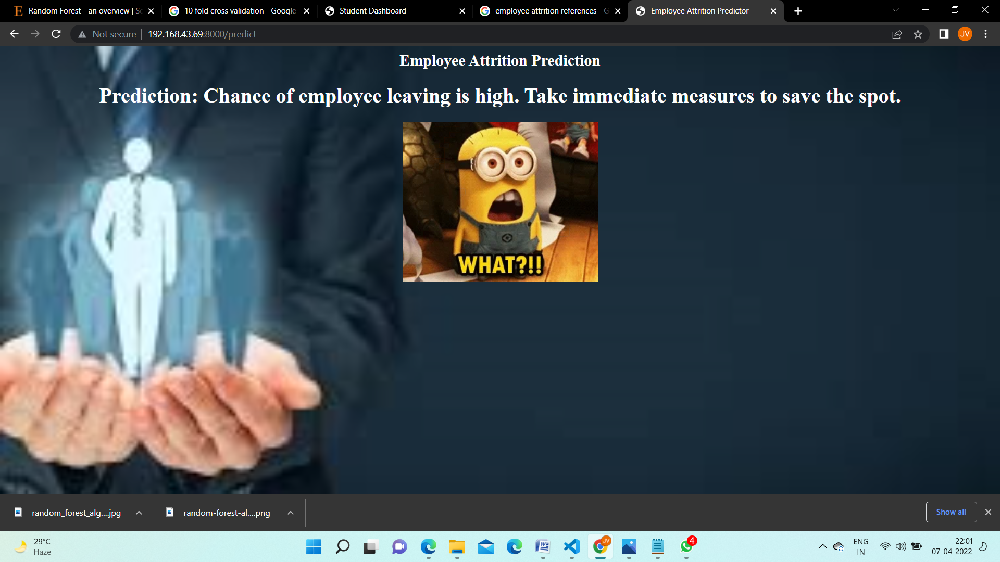 Random Forest - an overview | Sc
10 fold cross validation - Google
Student Dashboard
employee attrition references - G
Employee Attrition Predictor
Not secure
192.168.43.69:8000/predict
JV
Employee Attrition Prediction
Prediction: Chance of employee leaving is high. Take immediate measures to save the spot.
WHAT?!!
random_forest_alg....jpg
random-forest-al....png
Show all
29°C
Haze
JV
4
ENG
IN
22:01
07-04-2022